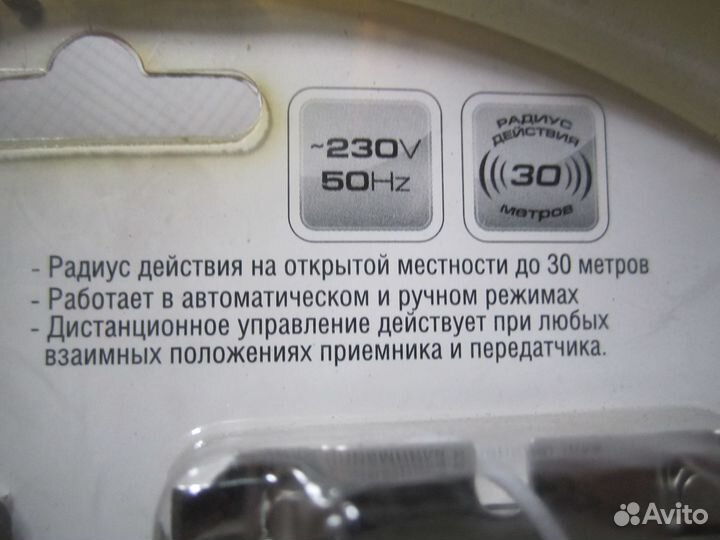 ~230V
50Hz
РАДИУС
ДЕЙСТВИЯ
(((30)))
метров
- Радиус действия на открытой местности до 30 метров
- Работает в автоматическом и ручном режимах
- Дистанционное управление действует при любых
взаимных положениях приемника и передатчика.
Avito